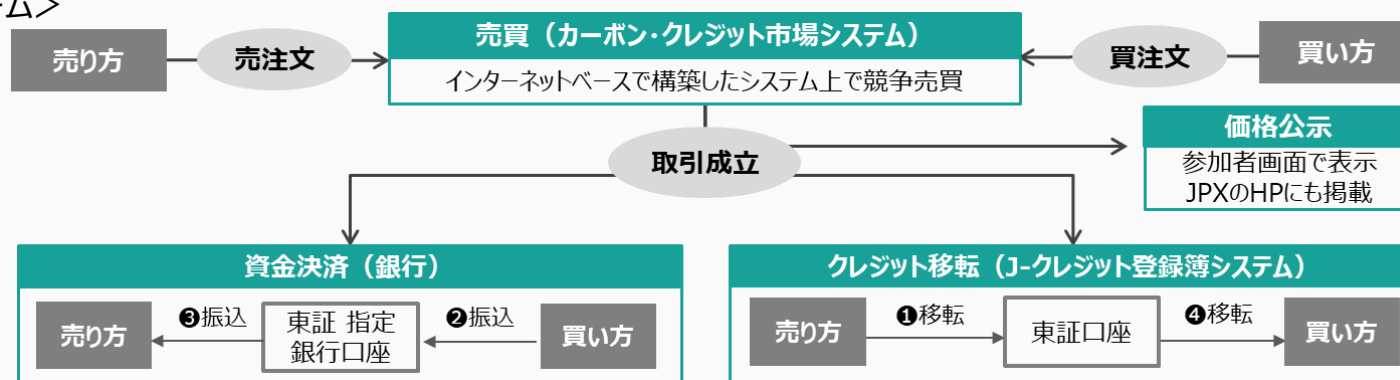 ーム＞
売り方
売注文
売買（カーボン・クレジット市場システム）
インターネットベースで構築したシステム上で競争売買
買注文
買い方
取引成立
価格公示
参加者画面で表示
JPXのHPにも掲載
資金決済（銀行）
売り方
❸振込
東証 指定
銀行口座
❷振込
買い方
クレジット移転（J-クレジット登録簿システム）
売り方
❶移転
東証口座
❹移転
買い方